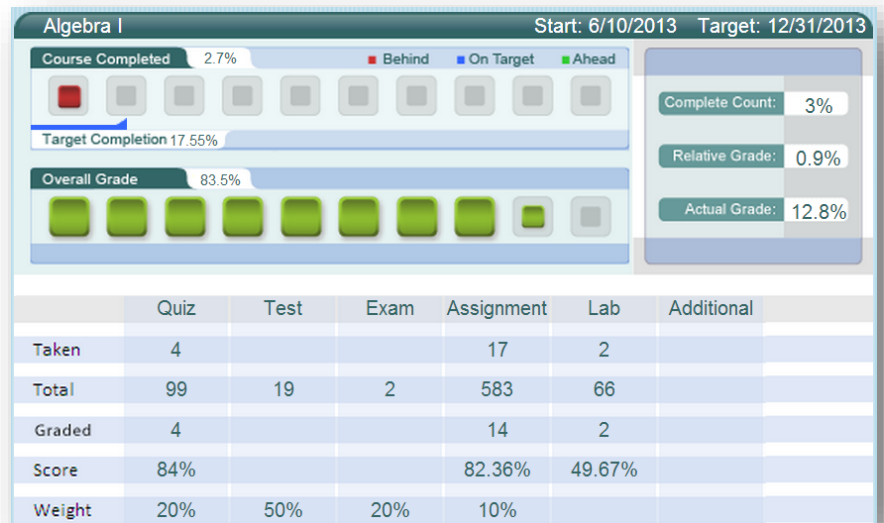 Algebra I Start: 6/10/2013 Target: 12/31/2013
Course Completed 2.7% Behind On Target Ahead
Target Completion 17.55%
Overall Grade 83.5%
Complete Count: 3%
Relative Grade: 0.9%
Actual Grade: 12.8%
Quiz Test Exam Assignment Lab Additional
Taken 4 17 2
Total 99 19 2 583 66
Graded 4 14 2
Score 84% 82.36% 49.67%
Weight 20% 50% 20% 10%